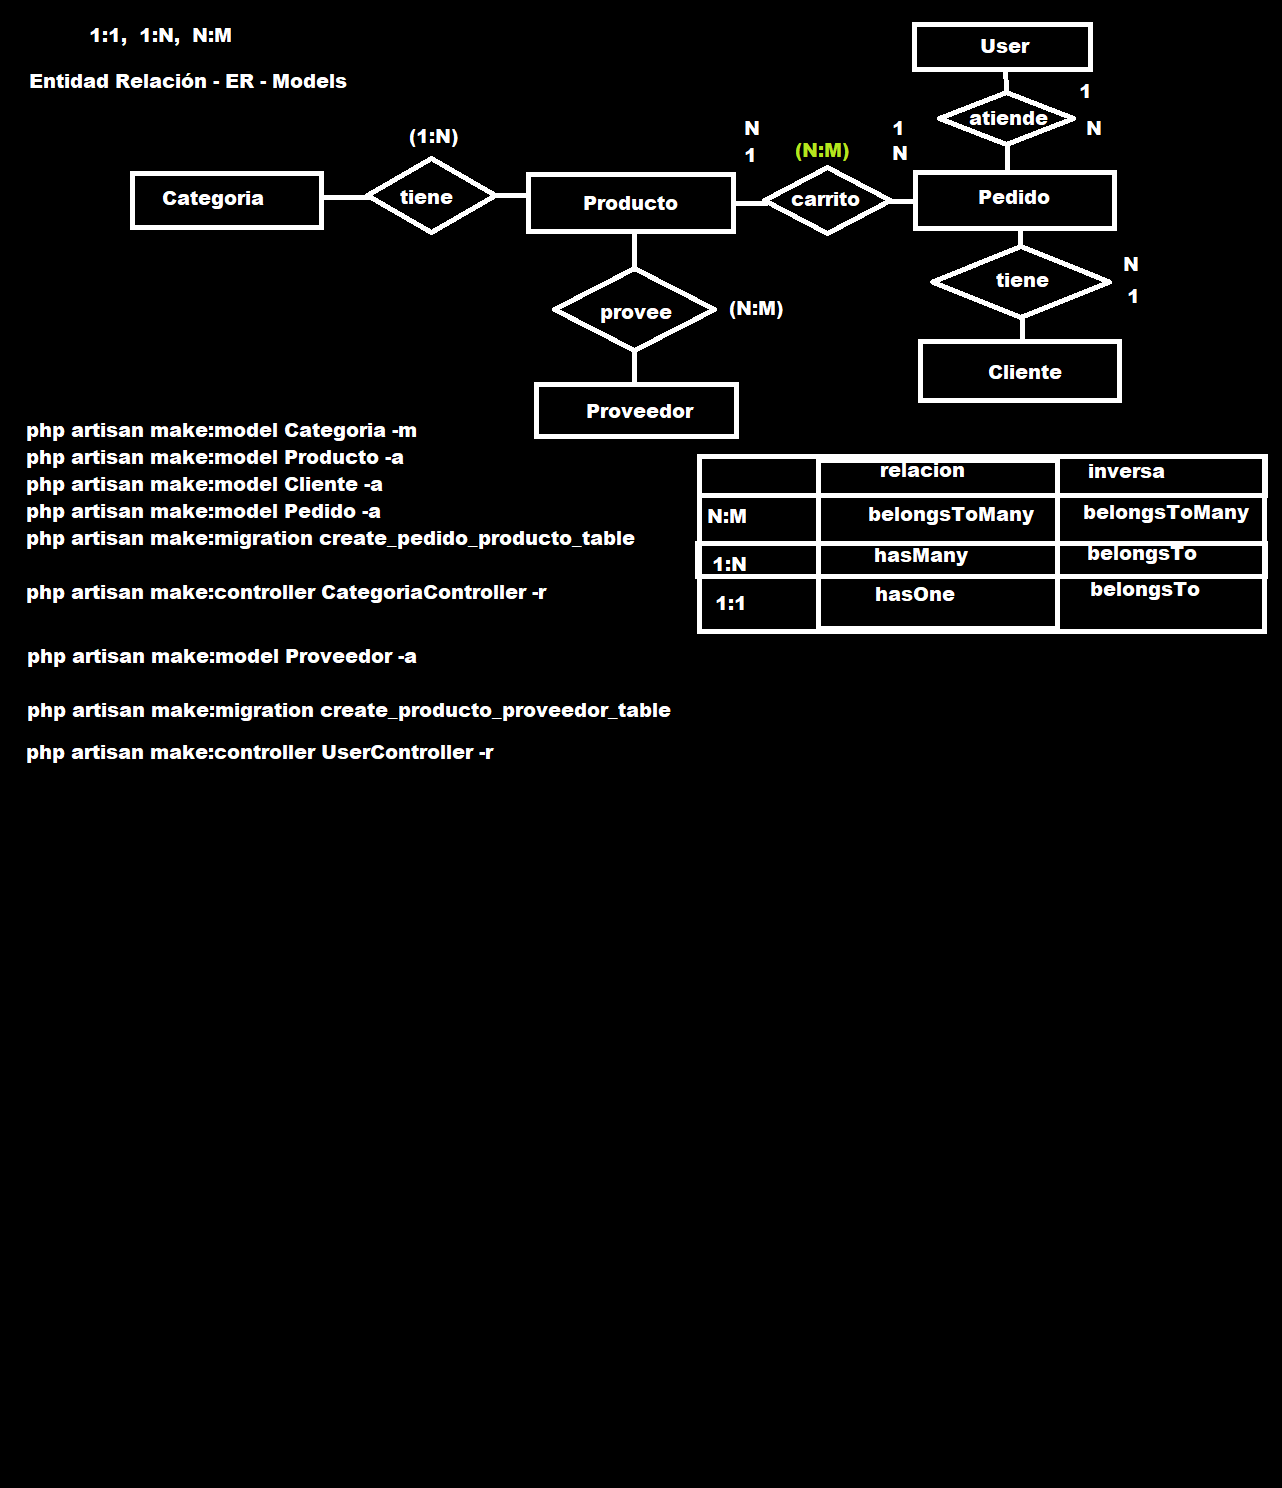 1:1, 1:N, N:M
Entidad Relación - ER - Models
User
1
atiende
N
(1:N)
N
1
(N:M)
1
N
Categoria
tiene
Producto
carrito
Pedido
tiene
N
1
provee
(N:M)
Cliente
Proveedor
php artisan make:model Categoria -m
php artisan make:model Producto -a
php artisan make:model Cliente -a
php artisan make:model Pedido -a
php artisan make:migration create_pedido_producto_table
php artisan make:controller CategoriaController -r
php artisan make:model Proveedor -a
php artisan make:migration create_producto_proveedor_table
php artisan make:controller UserController -r
relacion inversa
N:M belongsToMany belongsToMany
1:N hasMany belongsTo
1:1 hasOne belongsTo